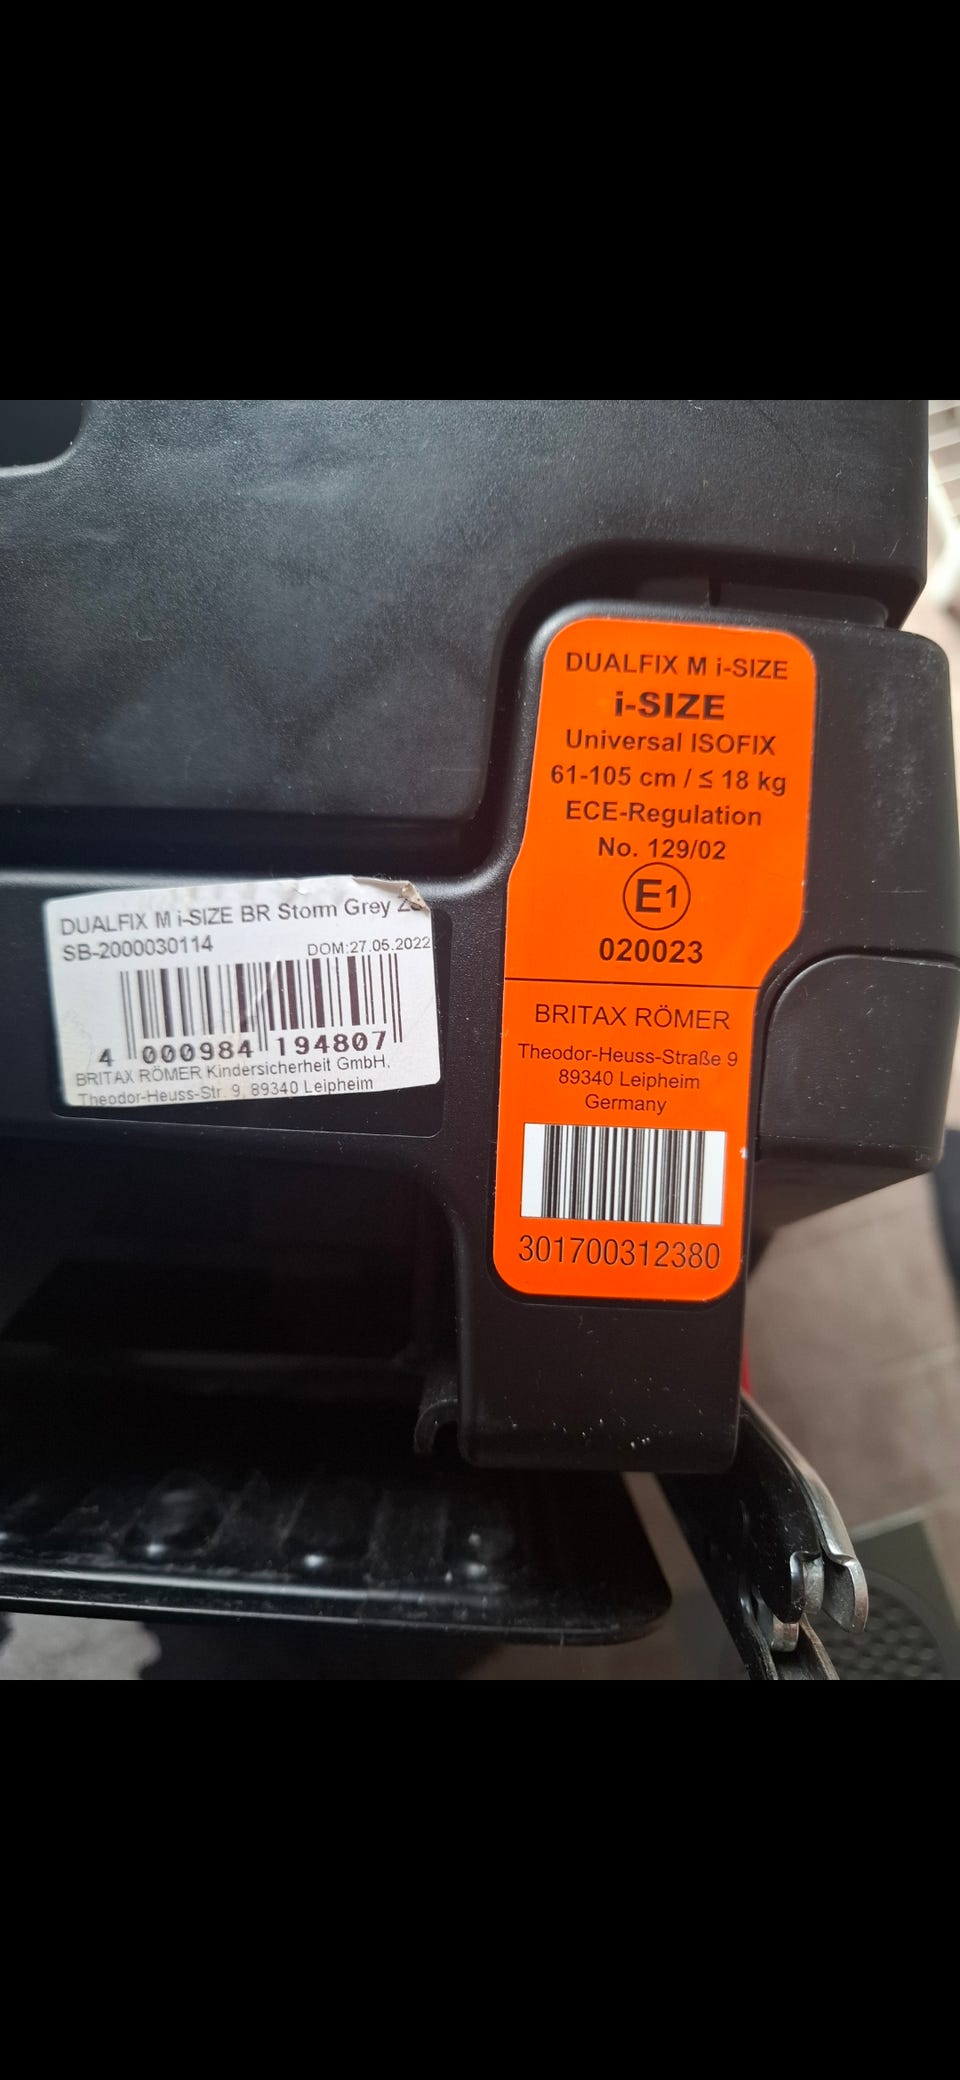 DUALFIX M i-SIZE BR Storm Grey
SB-2000030114
DOM:27.05.2022
4 000984 194807
BRITAX RÖMER Kindersicherheit GmbH,
Theodor-Heuss-Str. 9, 89340 Leipheim
DUALFIX M i-SIZE
i-SIZE
Universal ISOFIX
61-105 cm / ≤ 18 kg
ECE-Regulation
No. 129/02
E1
020023
BRITAX RÖMER
Theodor-Heuss-Straße 9
89340 Leipheim
Germany
301700312380